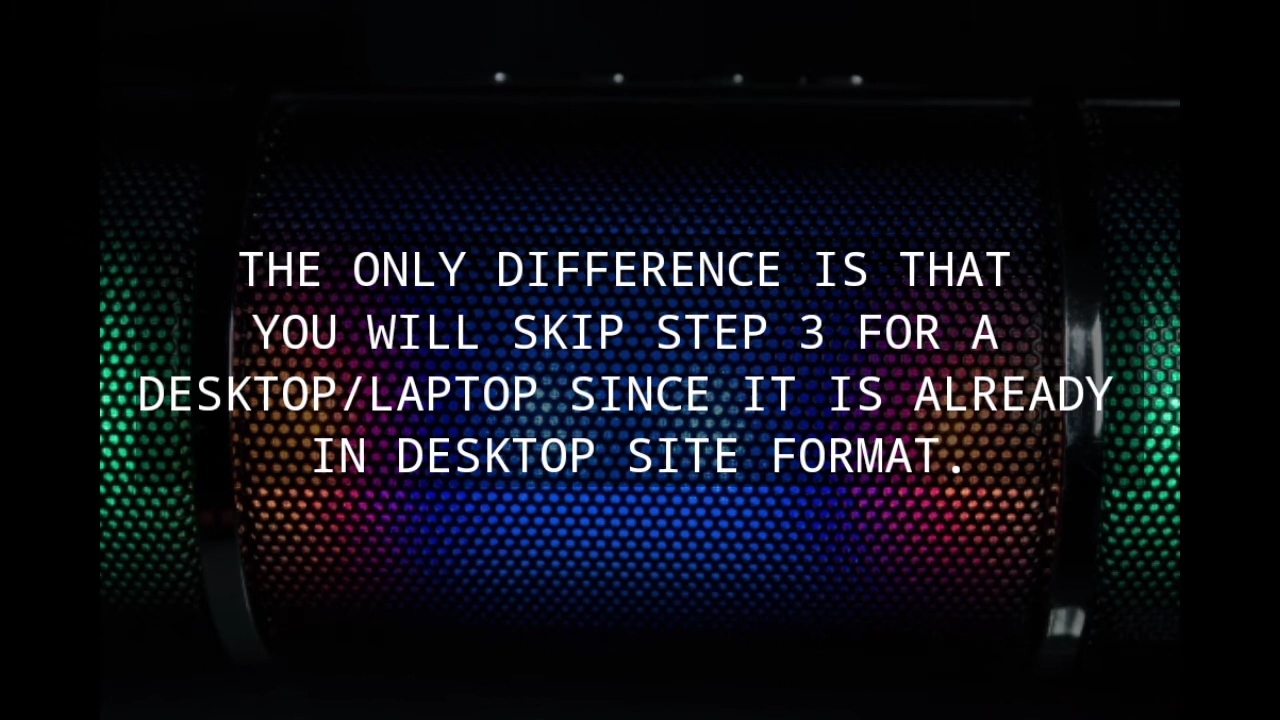 THE ONLY DIFFERENCE IS THAT
YOU WILL SKIP STEP 3 FOR A
DESKTOP/LAPTOP SINCE IT IS ALREADY
IN DESKTOP SITE FORMAT.